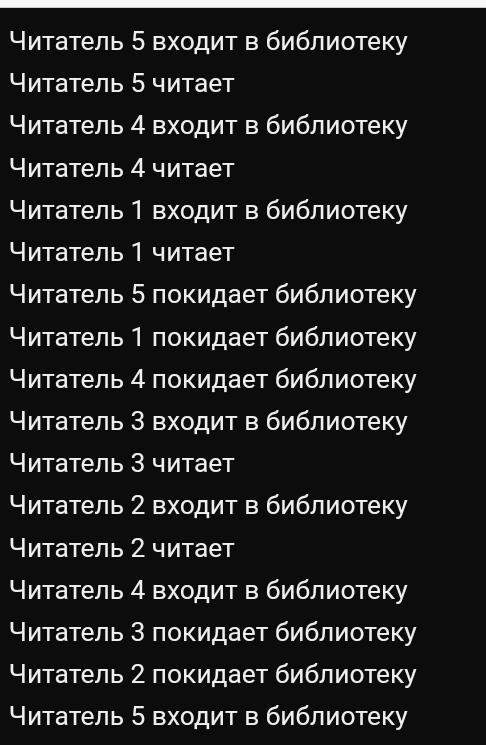 Читатель 5 входит в библиотеку
Читатель 5 читает
Читатель 4 входит в библиотеку
Читатель 4 читает
Читатель 1 входит в библиотеку
Читатель 1 читает
Читатель 5 покидает библиотеку
Читатель 1 покидает библиотеку
Читатель 4 покидает библиотеку
Читатель 3 входит в библиотеку
Читатель 3 читает
Читатель 2 входит в библиотеку
Читатель 2 читает
Читатель 4 входит в библиотеку
Читатель 3 покидает библиотеку
Читатель 2 покидает библиотеку
Читатель 5 входит в библиотеку